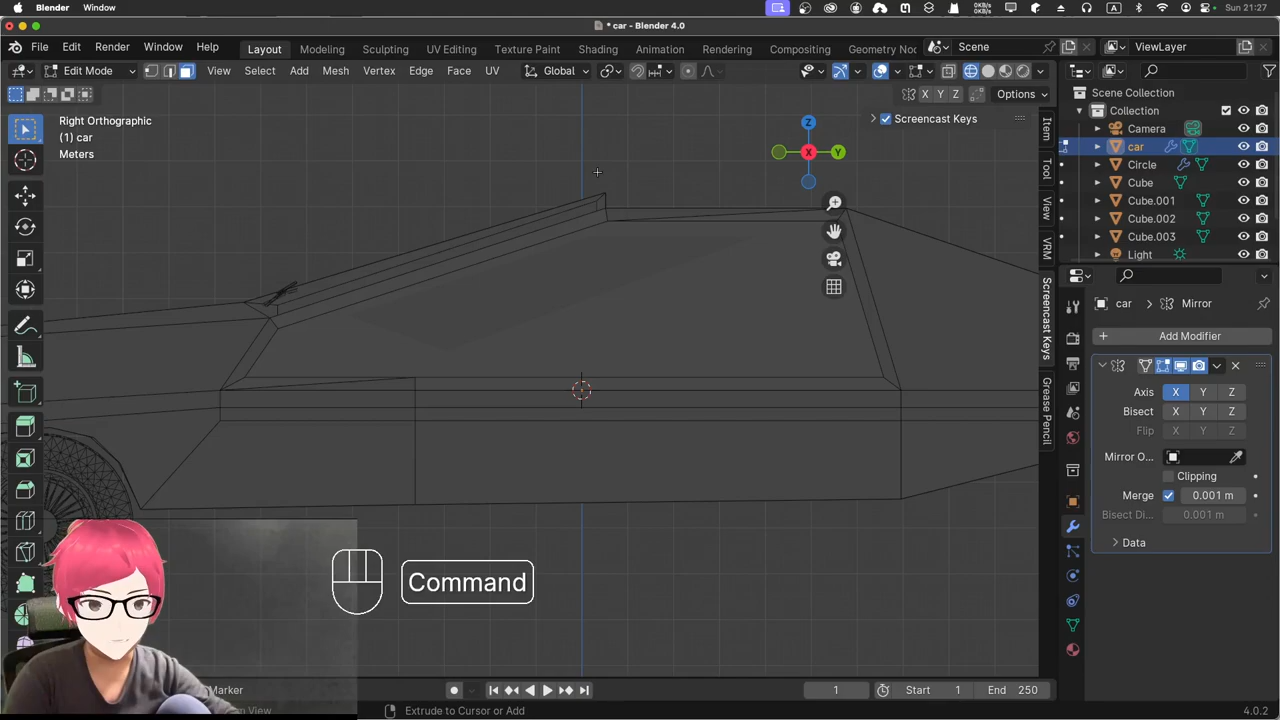 Blender Window
0KB/s
0KB/s
A
Sun 21:27
* car - Blender 4.0
File Edit Render Window Help
Layout Modeling Sculpting UV Editing Texture Paint Shading Animation Rendering Compositing Geometry Noc
Scene
ViewLayer
Edit Mode
View Select Add Mesh Vertex Edge Face UV
Global
X Y Z
Options
Right Orthographic
(1) car
Meters
Screencast Keys
Z
X
Y
Item
Tool
View
VRM
Screencast Keys
Grease Pencil
Scene Collection
Collection
Camera
car
Circle
Cube
Cube.001
Cube.002
Cube.003
Light
car
Mirror
Add Modifier
Axis X Y Z
Bisect X Y Z
Flip X Y Z
Mirror O...
Clipping
Merge 0.001 m
Bisect Di... 0.001 m
Data
Command
Marker
1
Start 1
End 250
Extrude to Cursor or Add
4.0.2